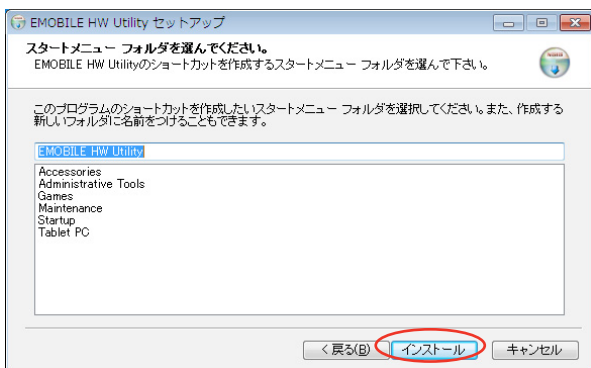 EMOBILE HW Utility セットアップ
スタートメニュー フォルダを選んでください。
EMOBILE HW Utilityのショートカットを作成するスタートメニュー フォルダを選んで下さい。
このプログラムのショートカットを作成したいスタートメニュー フォルダを選択してください。また、作成する
新しいフォルダに名前をつけることもできます。
EMOBILE HW Utility
Accessories
Administrative Tools
Games
Maintenance
Startup
Tablet PC
< 戻る(B)
インストール
キャンセル